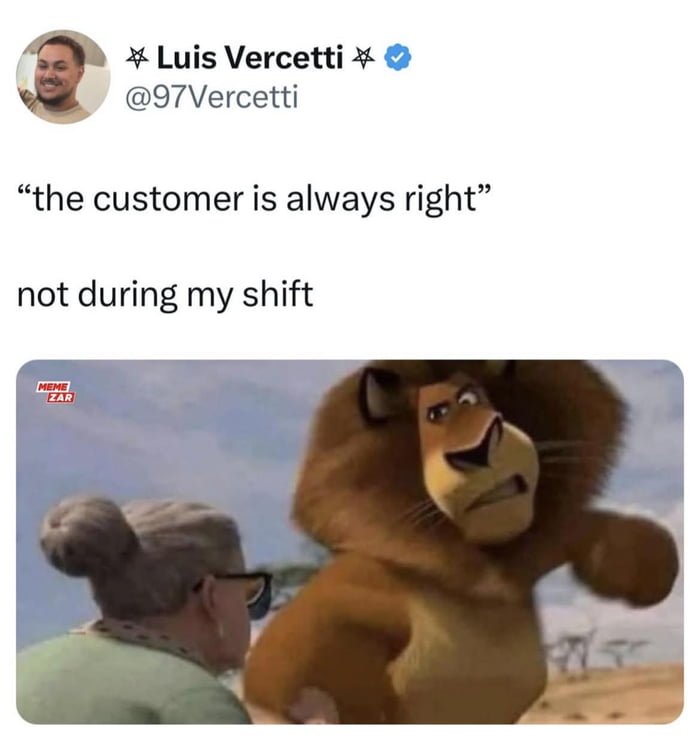 ✴ Luis Vercetti ✴
@97Vercetti
“the customer is always right”
not during my shift
MEME
ZAR